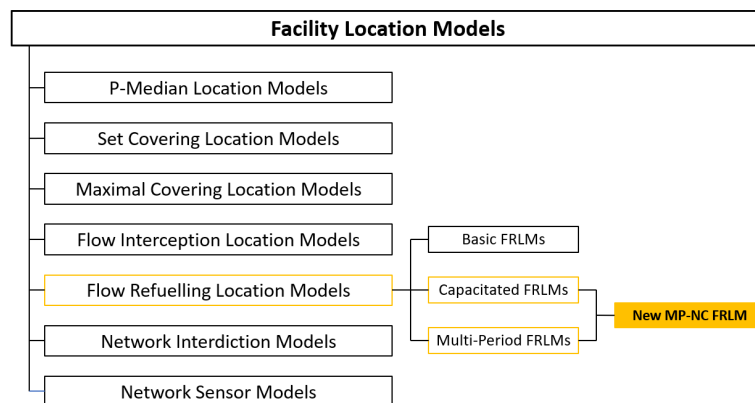 Facility Location Models
P-Median Location Models
Set Covering Location Models
Maximal Covering Location Models
Flow Interception Location Models
Flow Refuelling Location Models
Network Interdiction Models
Network Sensor Models
Basic FRLMs
Capacitated FRLMs
Multi-Period FRLMs
New MP-NC FRLM